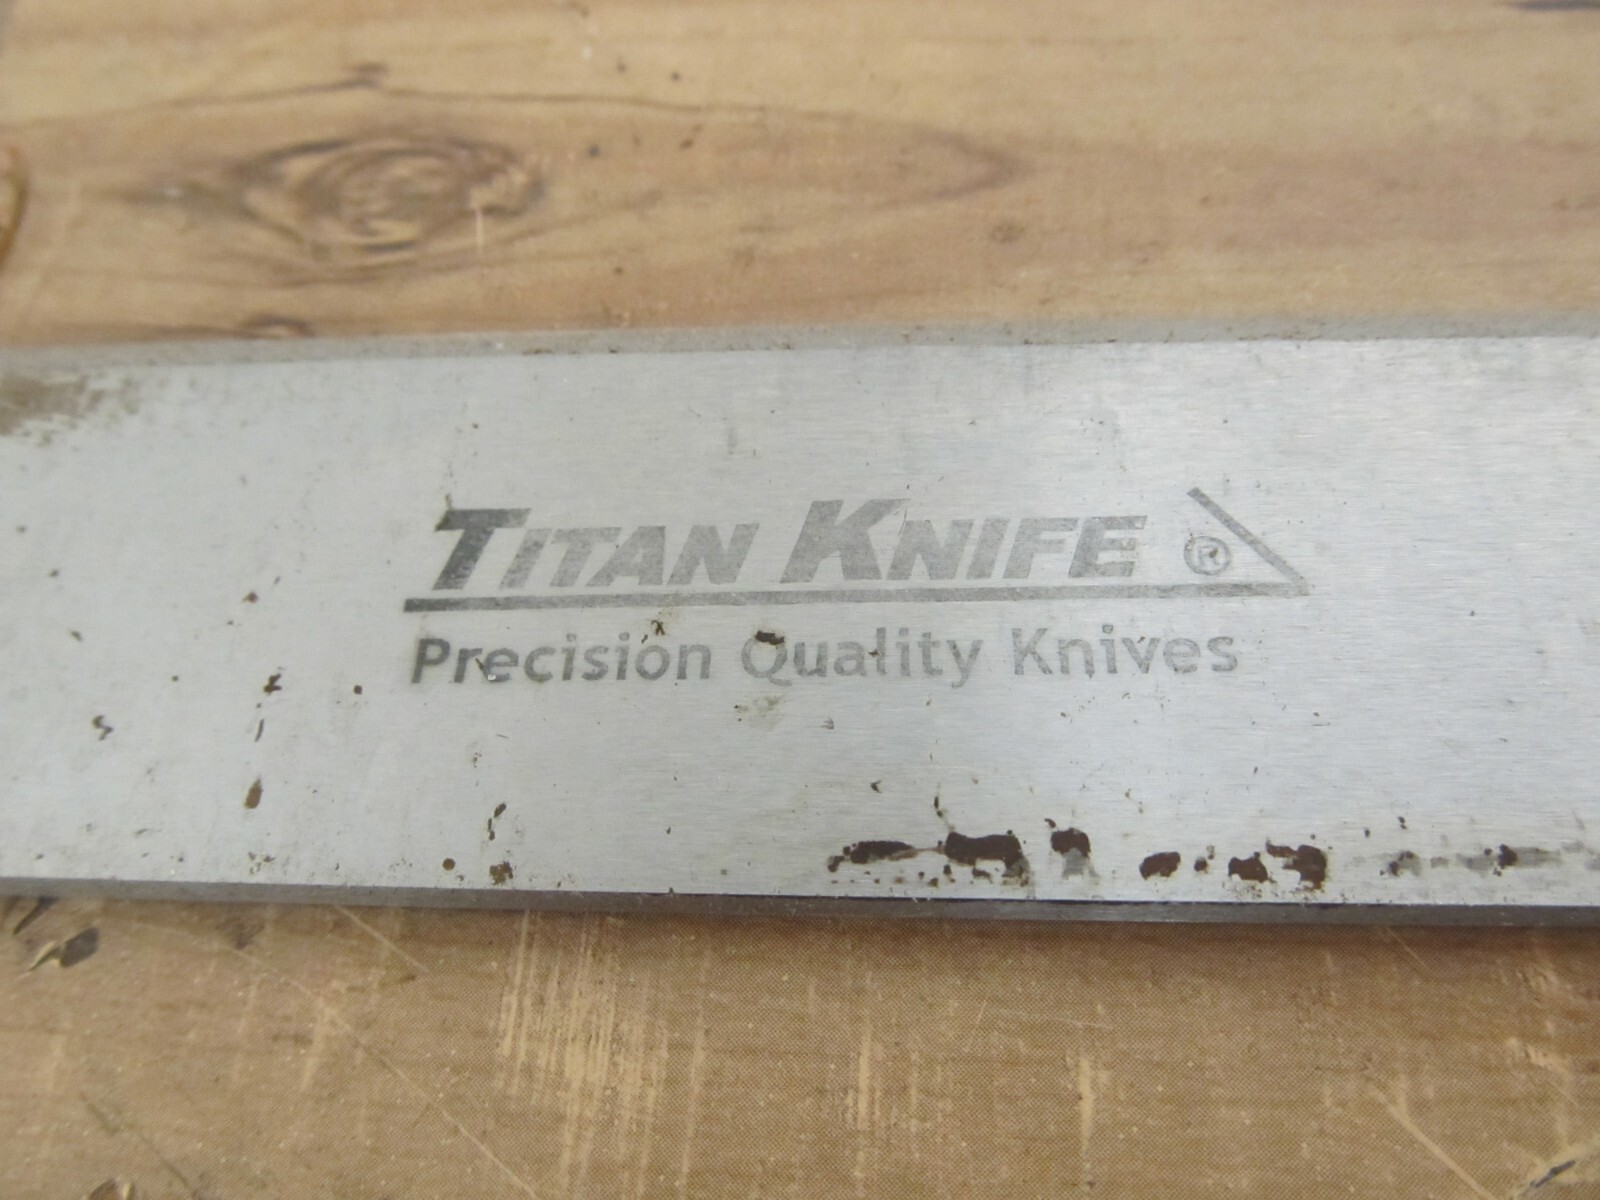 TITAN KNIFE ®
Precision Quality Knives